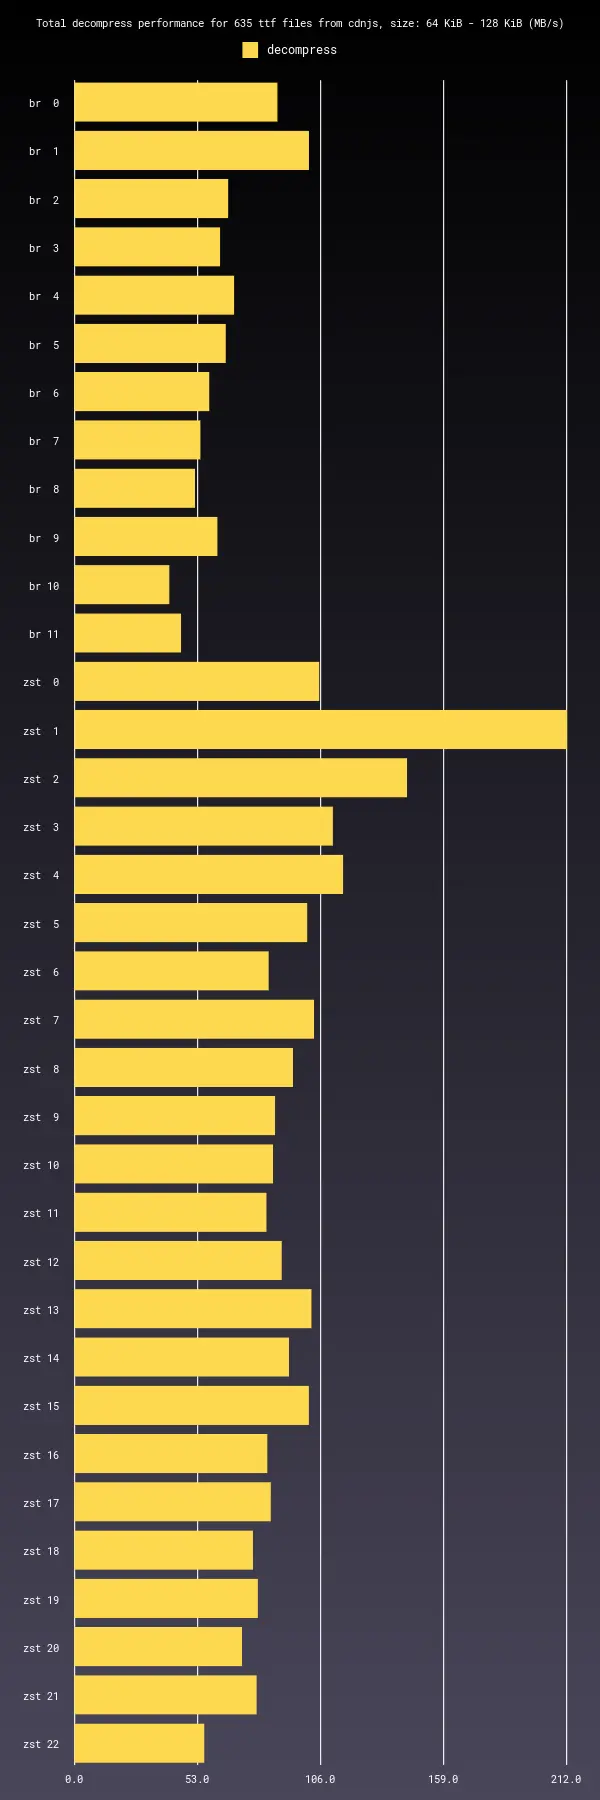 Total decompress performance for 635 ttf files from cdnjs, size: 64 KiB - 128 KiB (MB/s)
decompress
br 0
br 1
br 2
br 3
br 4
br 5
br 6
br 7
br 8
br 9
br 10
br 11
zst 0
zst 1
zst 2
zst 3
zst 4
zst 5
zst 6
zst 7
zst 8
zst 9
zst 10
zst 11
zst 12
zst 13
zst 14
zst 15
zst 16
zst 17
zst 18
zst 19
zst 20
zst 21
zst 22
0.0 53.0 106.0 159.0 212.0